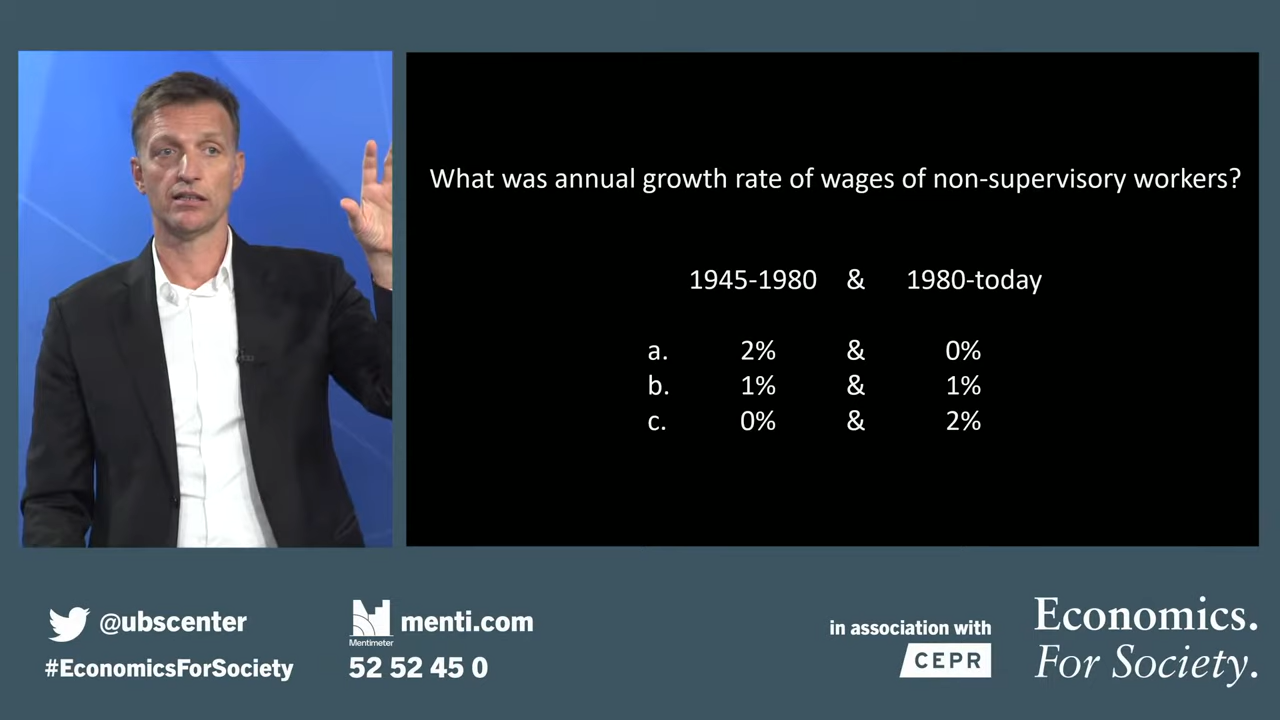 What was annual growth rate of wages of non-supervisory workers?
1945-1980 & 1980-today
a. 2% & 0%
b. 1% & 1%
c. 0% & 2%
@ubscenter
#EconomicsForSociety
Mentimeter
menti.com
52 52 45 0
in association with
CEPR
Economics.
For Society.